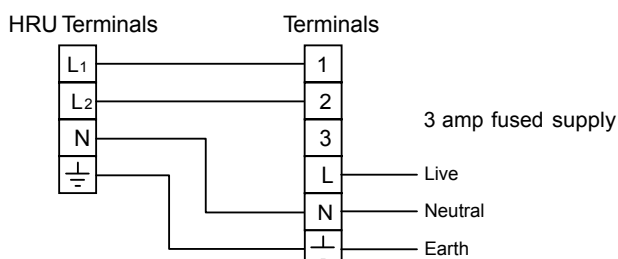 HRU Terminals
Terminals
L1
L2
N
1
2
3
L
N
3 amp fused supply
Live
Neutral
Earth